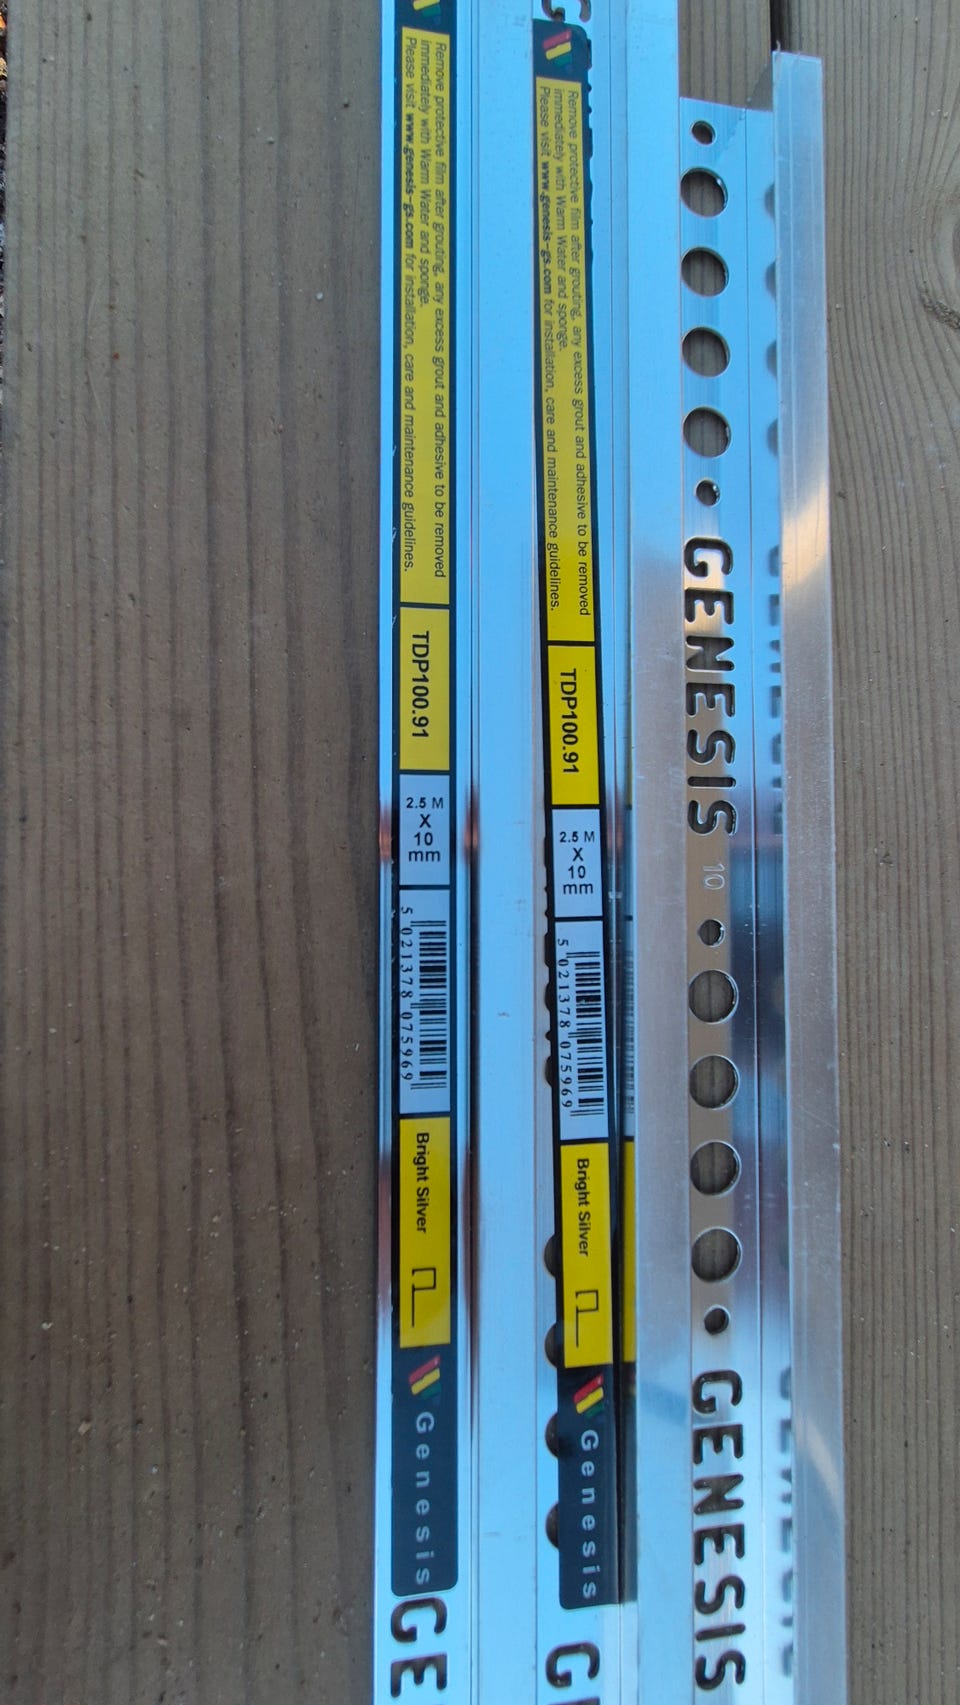 Remove protective film after grouting, any excess grout and adhesive to be removed
immediately with Warm Water and sponge.
Please visit www.genesis-gs.com for installation, care and maintenance guidelines.
TDP100.91
2.5 M
X
10
mm
5 021378 075969
Bright Silver
Genesis
GE
G
Remove protective film after grouting, any excess grout and adhesive to be removed
immediately with Warm Water and sponge.
Please visit www.genesis-gs.com for installation, care and maintenance guidelines.
TDP100.91
2.5 M
X
10
mm
5 021378 075969
Bright Silver
Genesis
GENESIS 10
GENESIS